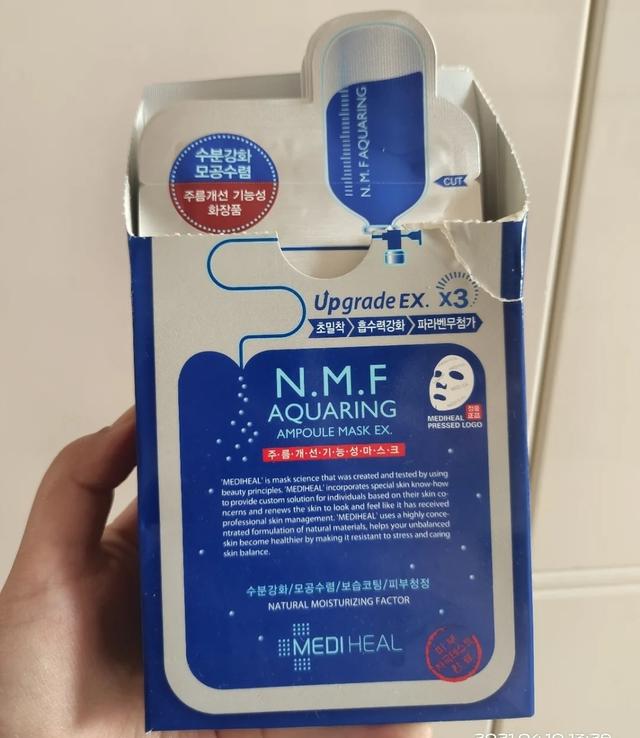 N.M.F AQUARING
CUT
수분강화
모공수렴
주름개선 기능성
화장품
Upgrade EX. x3
초밀착
흡수력강화
파라벤무첨가
N.M.F
AQUARING
AMPOULE MASK EX.
MEDIHEAL
PRESSED LOGO
주·름·개·선·기·능·성·마·스·크
'MEDIHEAL' is mask science that was created and tested by using
beauty principles. 'MEDIHEAL' incorporates special skin know-how
to provide custom solution for individuals based on their skin co-
ncerns and renews the skin to look and feel like it has received
professional skin management. 'MEDIHEAL' uses a highly conce-
ntrated formulation of natural materials, helps your unbalanced
skin become healthier by making it resistant to stress and caring
skin balance.
수분강화/모공수렴/보습코팅/피부청정
NATURAL MOISTURIZING FACTOR
MEDIHEAL